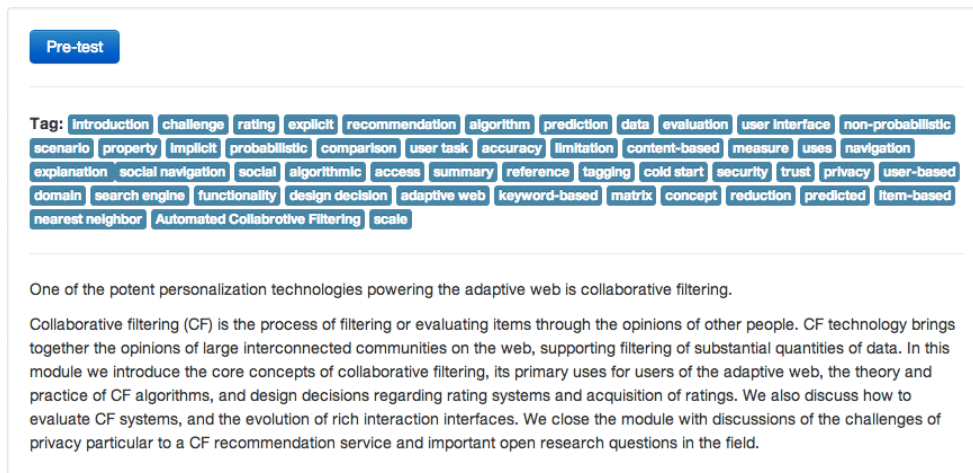 Pre-test
Tag: introduction challenge rating explicit recommendation algorithm prediction data evaluation user interface non-probabilistic
scenario property implicit probabilistic comparison user task accuracy limitation content-based measure uses navigation
explanation social navigation social algorithmic access summary reference tagging cold start security trust privacy user-based
domain search engine functionality design decision adaptive web keyword-based matrix concept reduction predicted item-based
nearest neighbor Automated Collabrotive Filtering scale
One of the potent personalization technologies powering the adaptive web is collaborative filtering.
Collaborative filtering (CF) is the process of filtering or evaluating items through the opinions of other people. CF technology brings
together the opinions of large interconnected communities on the web, supporting filtering of substantial quantities of data. In this
module we introduce the core concepts of collaborative filtering, its primary uses for users of the adaptive web, the theory and
practice of CF algorithms, and design decisions regarding rating systems and acquisition of ratings. We also discuss how to
evaluate CF systems, and the evolution of rich interaction interfaces. We close the module with discussions of the challenges of
privacy particular to a CF recommendation service and important open research questions in the field.